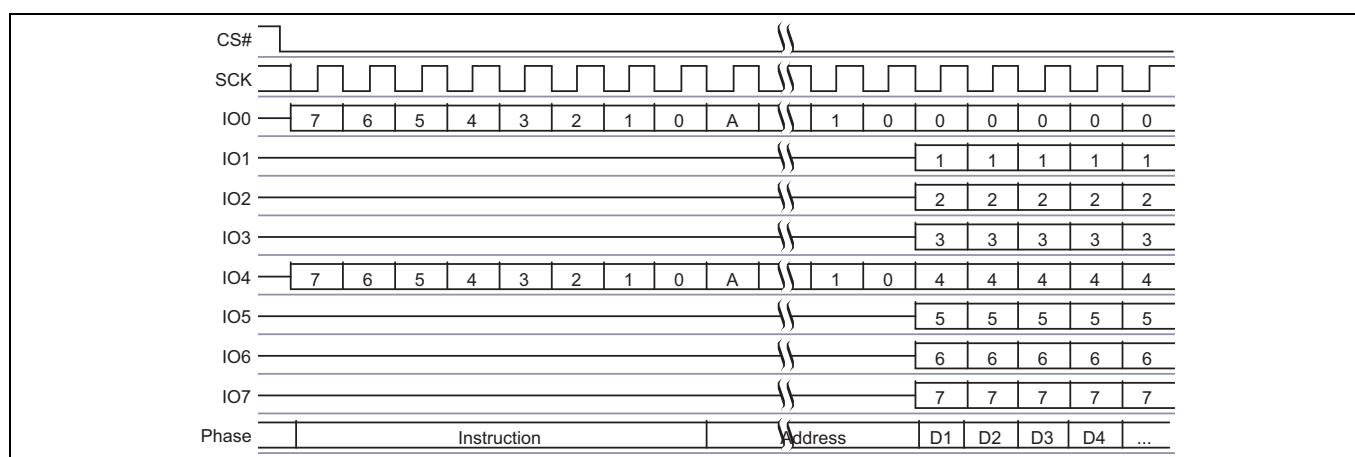 CS#
SCK
IO0 7 6 5 4 3 2 1 0 A 1 0 0 0 0 0 0
IO1 1 1 1 1 1
IO2 2 2 2 2 2
IO3 3 3 3 3 3
IO4 7 6 5 4 3 2 1 0 A 1 0 4 4 4 4 4
IO5 5 5 5 5 5
IO6 6 6 6 6 6
IO7 7 7 7 7 7
Phase Instruction Address D1 D2 D3 D4 ...